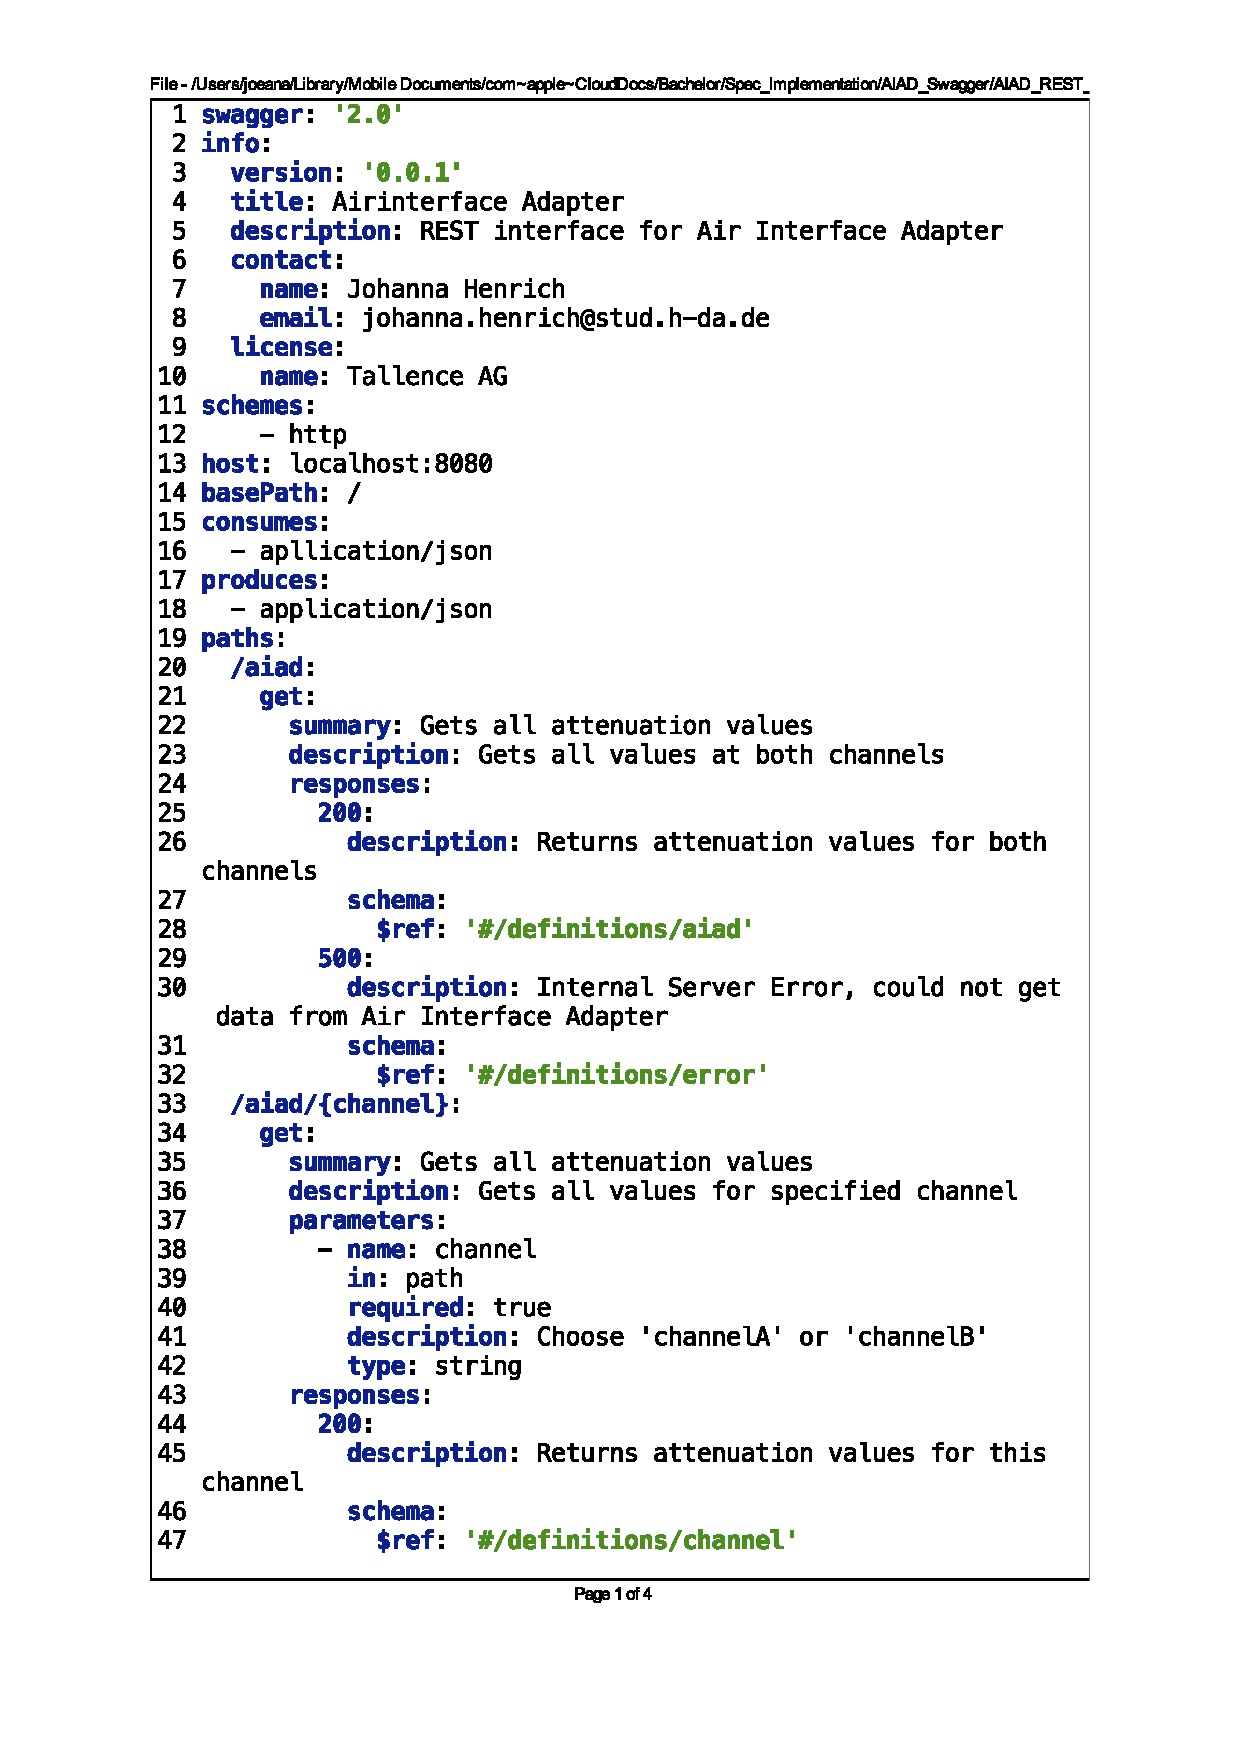 File - /Users/joeana/Library/Mobile Documents/com~apple~CloudDocs/Bachelor/Spec_Implementation/AIAD_Swagger/AIAD_REST_
1 swagger: '2.0'
2 info:
3   version: '0.0.1'
4   title: Airinterface Adapter
5   description: REST interface for Air Interface Adapter
6   contact:
7     name: Johanna Henrich
8     email: johanna.henrich@stud.h-da.de
9   license:
10     name: Tallence AG
11 schemes:
12     - http
13 host: localhost:8080
14 basePath: /
15 consumes:
16   - apllication/json
17 produces:
18   - application/json
19 paths:
20   /aiad:
21     get:
22       summary: Gets all attenuation values
23       description: Gets all values at both channels
24       responses:
25         200:
26           description: Returns attenuation values for both
channels
27           schema:
28             $ref: '#/definitions/aiad'
29         500:
30           description: Internal Server Error, could not get
data from Air Interface Adapter
31           schema:
32             $ref: '#/definitions/error'
33   /aiad/{channel}:
34     get:
35       summary: Gets all attenuation values
36       description: Gets all values for specified channel
37       parameters:
38         - name: channel
39           in: path
40           required: true
41           description: Choose 'channelA' or 'channelB'
42           type: string
43       responses:
44         200:
45           description: Returns attenuation values for this
channel
46           schema:
47             $ref: '#/definitions/channel'
Page 1 of 4